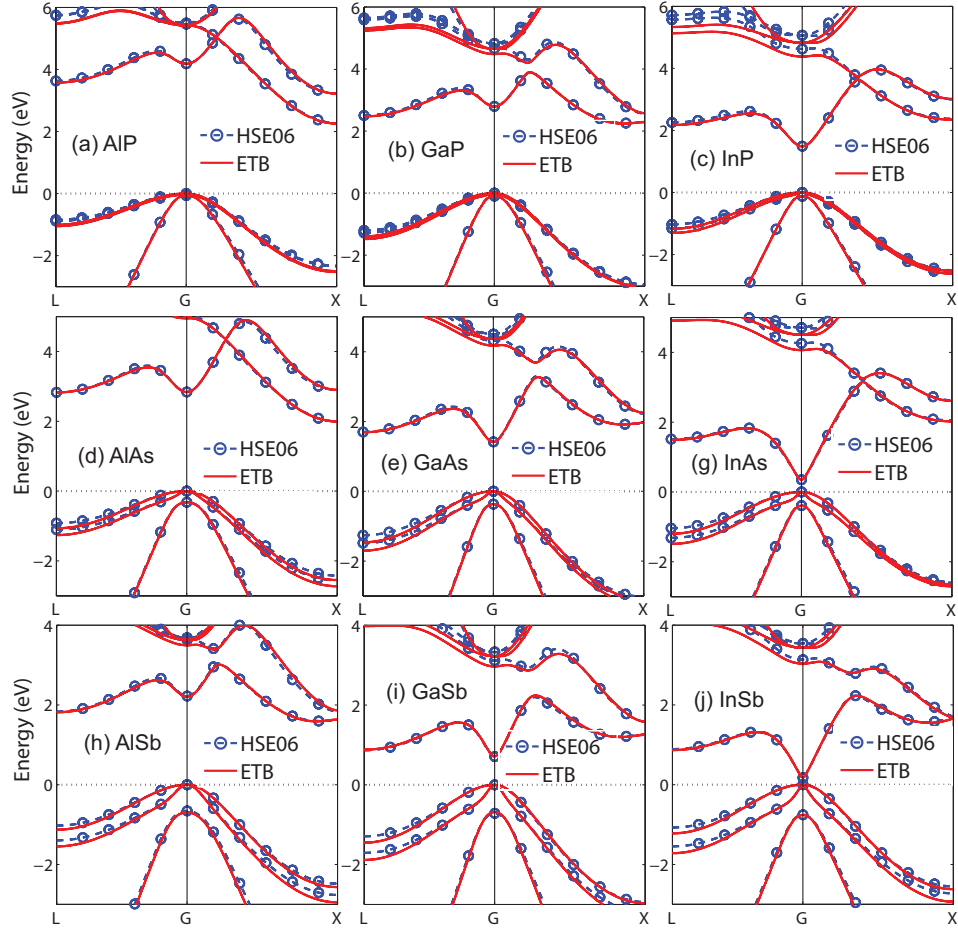 Energy (eV)
6
4
2
0
−2
(a) AlP
HSE06
ETB
L
G
X
6
4
2
0
−2
(b) GaP
HSE06
ETB
L
G
X
6
4
2
0
−2
(c) InP
HSE06
ETB
L
G
X
Energy (eV)
4
2
0
−2
(d) AlAs
HSE06
ETB
L
G
X
4
2
0
−2
(e) GaAs
HSE06
ETB
L
G
X
4
2
0
−2
(g) InAs
HSE06
ETB
L
G
X
Energy (eV)
4
2
0
−2
(h) AlSb
HSE06
ETB
L
G
X
4
2
0
−2
(i) GaSb
HSE06
ETB
L
G
X
4
2
0
−2
(j) InSb
HSE06
ETB
L
G
X